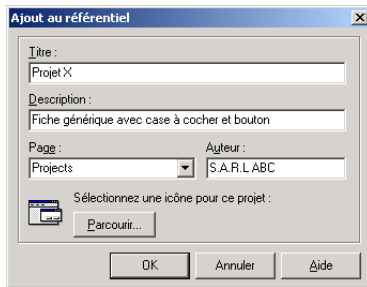 Ajout au référentiel
Titre :
Projet X
Description :
Fiche générique avec case à cocher et bouton
Page :
Auteur :
Projects
S.A.R.L ABC
Sélectionnez une icône pour ce projet :
Parcourir...
OK
Annuler
Aide